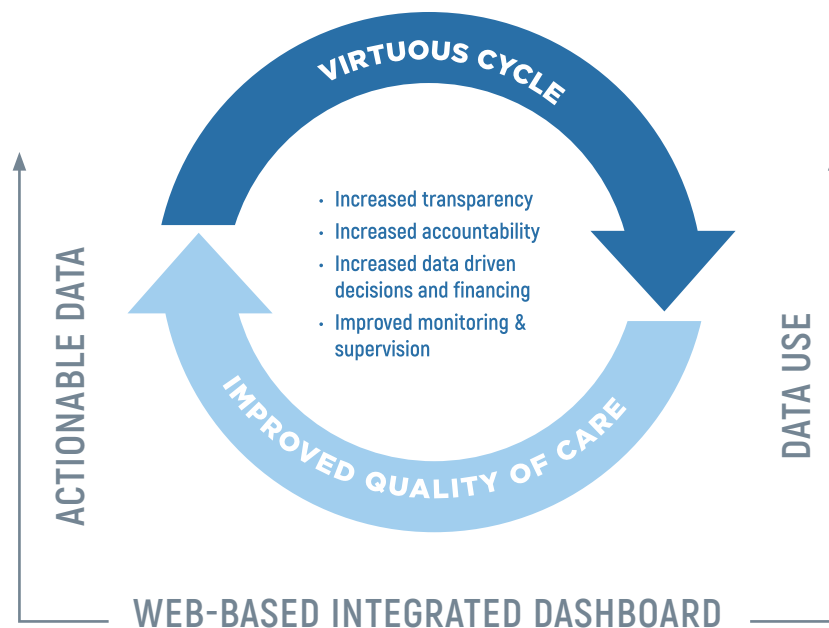 VIRTUOUS CYCLE
• Increased transparency
• Increased accountability
• Increased data driven
decisions and financing
• Improved monitoring &
supervision
ACTIONABLE DATA
DATA USE
IMPROVED QUALITY OF CARE
WEB-BASED INTEGRATED DASHBOARD